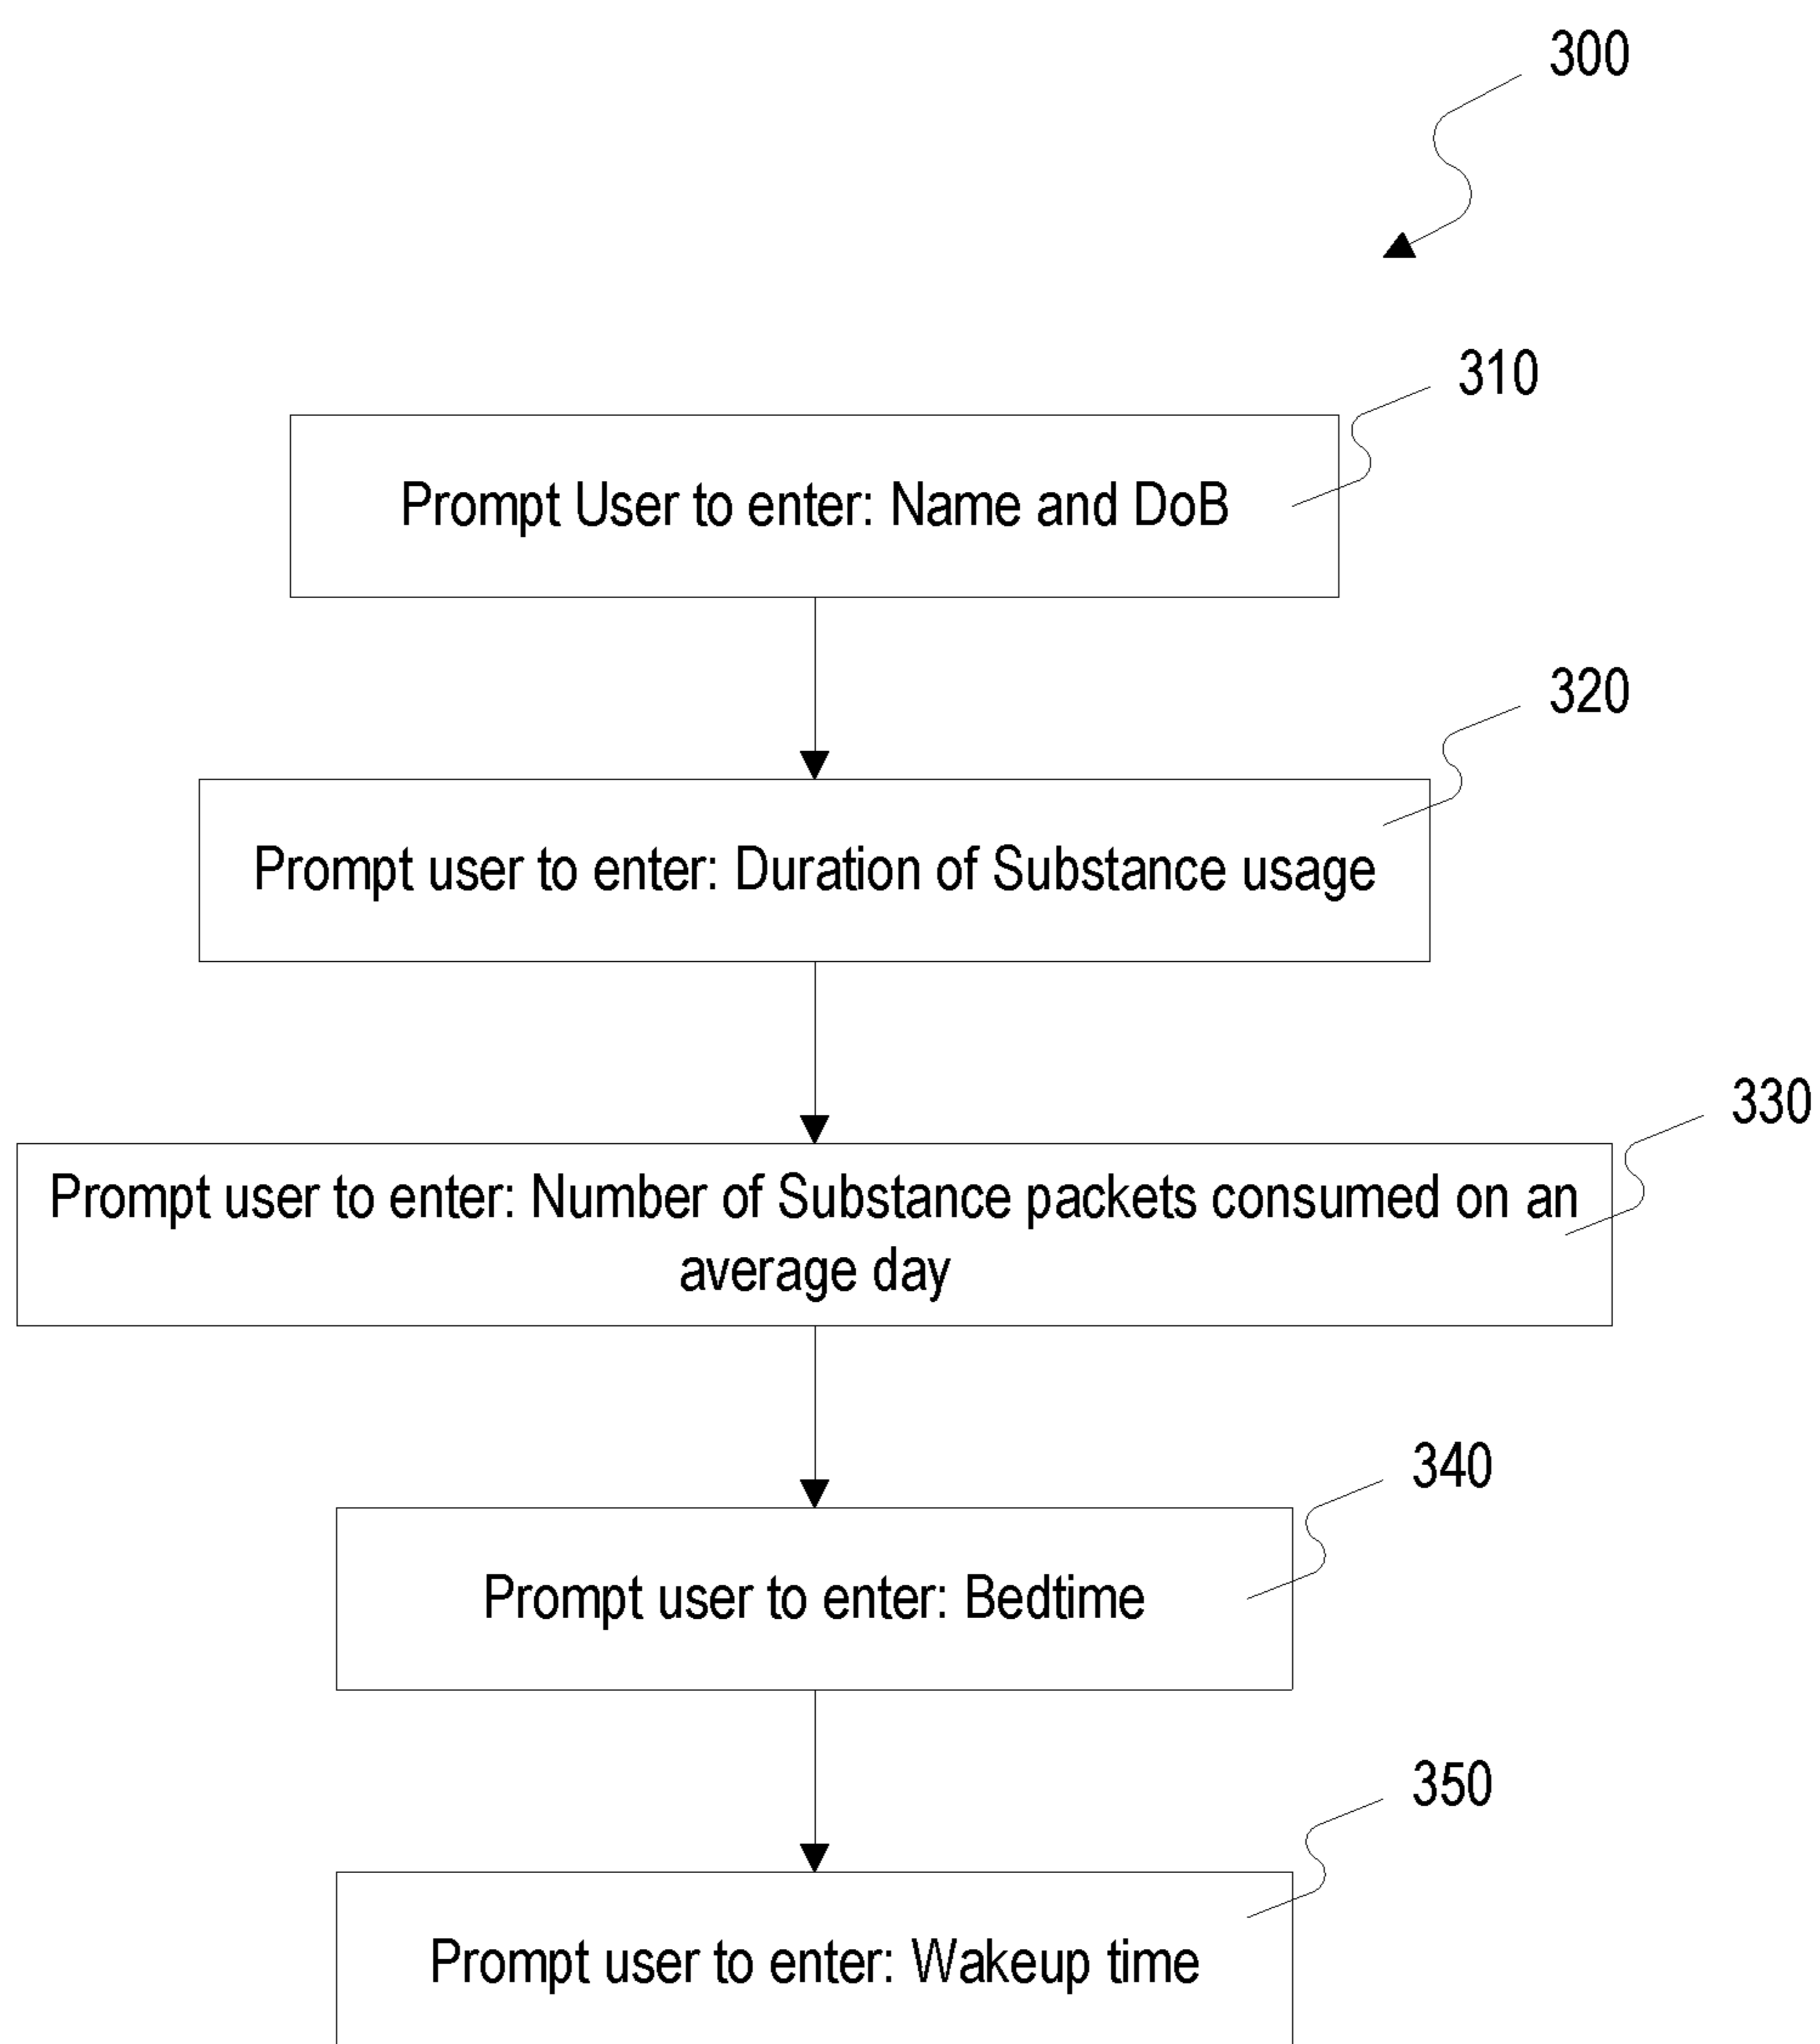 300
310
Prompt User to enter: Name and DoB
320
Prompt user to enter: Duration of Substance usage
330
Prompt user to enter: Number of Substance packets consumed on an
average day
340
Prompt user to enter: Bedtime
350
Prompt user to enter: Wakeup time